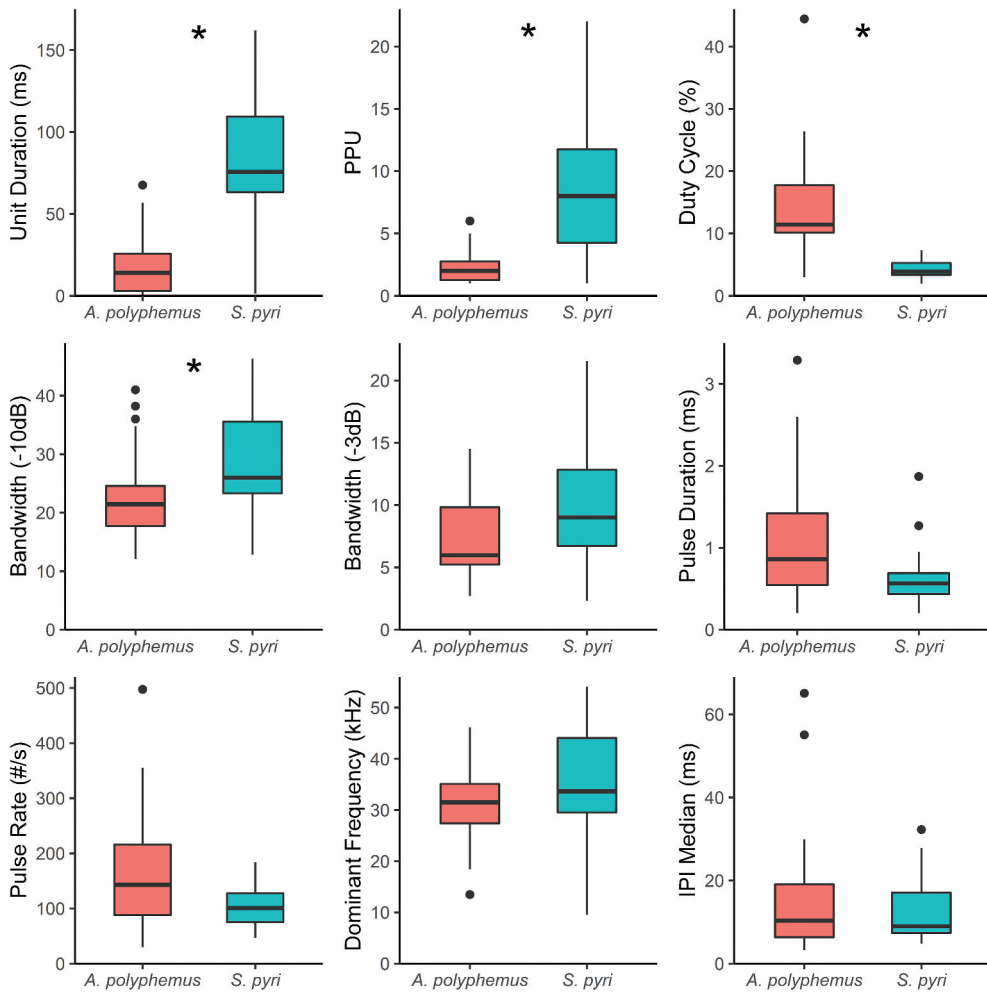 Unit Duration (ms)
150
100
50
0
*
A. polyphemus
S. pyri
PPU
20
15
10
5
0
*
A. polyphemus
S. pyri
Duty Cycle (%)
40
30
20
10
0
*
A. polyphemus
S. pyri
Bandwidth (-10dB)
40
30
20
10
0
*
A. polyphemus
S. pyri
Bandwidth (-3dB)
20
15
10
5
0
A. polyphemus
S. pyri
Pulse Duration (ms)
3
2
1
0
A. polyphemus
S. pyri
Pulse Rate (#/s)
500
400
300
200
100
0
A. polyphemus
S. pyri
Dominant Frequency (kHz)
50
40
30
20
10
0
A. polyphemus
S. pyri
IPI Median (ms)
60
40
20
0
A. polyphemus
S. pyri